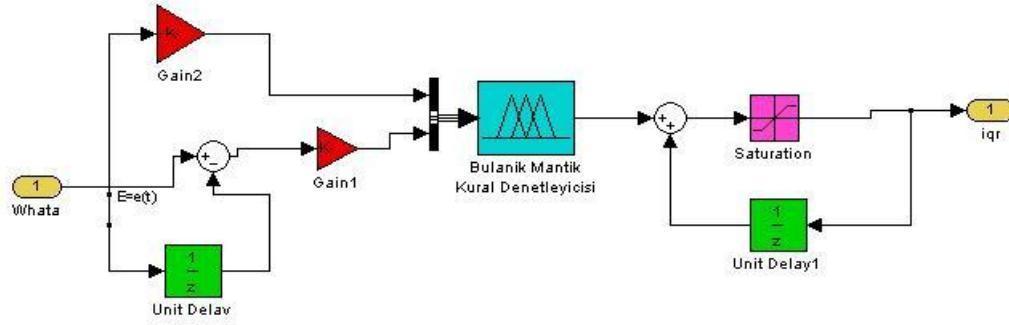 K-
Gain2
1
Whata
E=e(t)
K-
Gain1
1
z
Unit Delay
Bulanik Mantik
Kural Denetleyicisi
Saturation
1
z
Unit Delay1
1
iqr